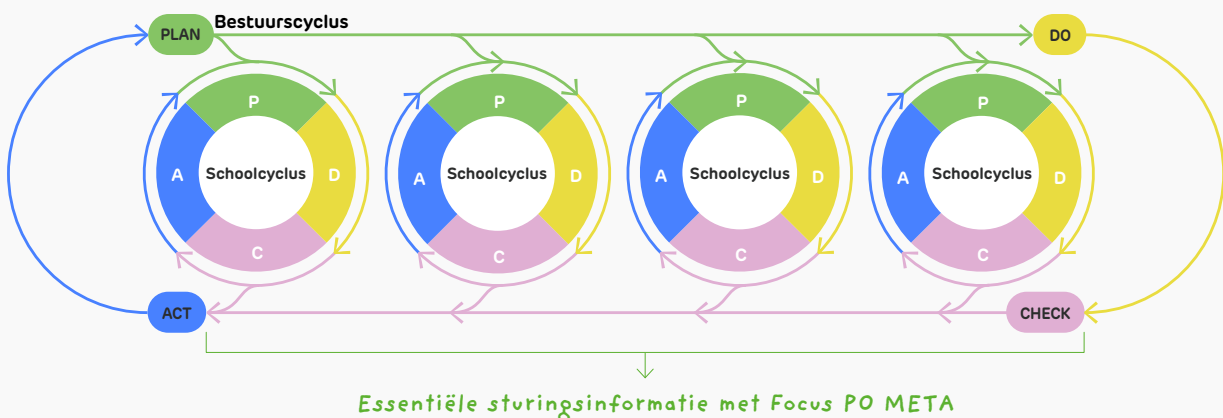 Bestuurscyclus
PLAN
DO
P
P
P
P
A
Schoolcyclus
D
A
Schoolcyclus
D
A
Schoolcyclus
D
A
Schoolcyclus
D
C
C
C
C
ACT
CHECK
Essentiële sturingsinformatie met Focus PO META